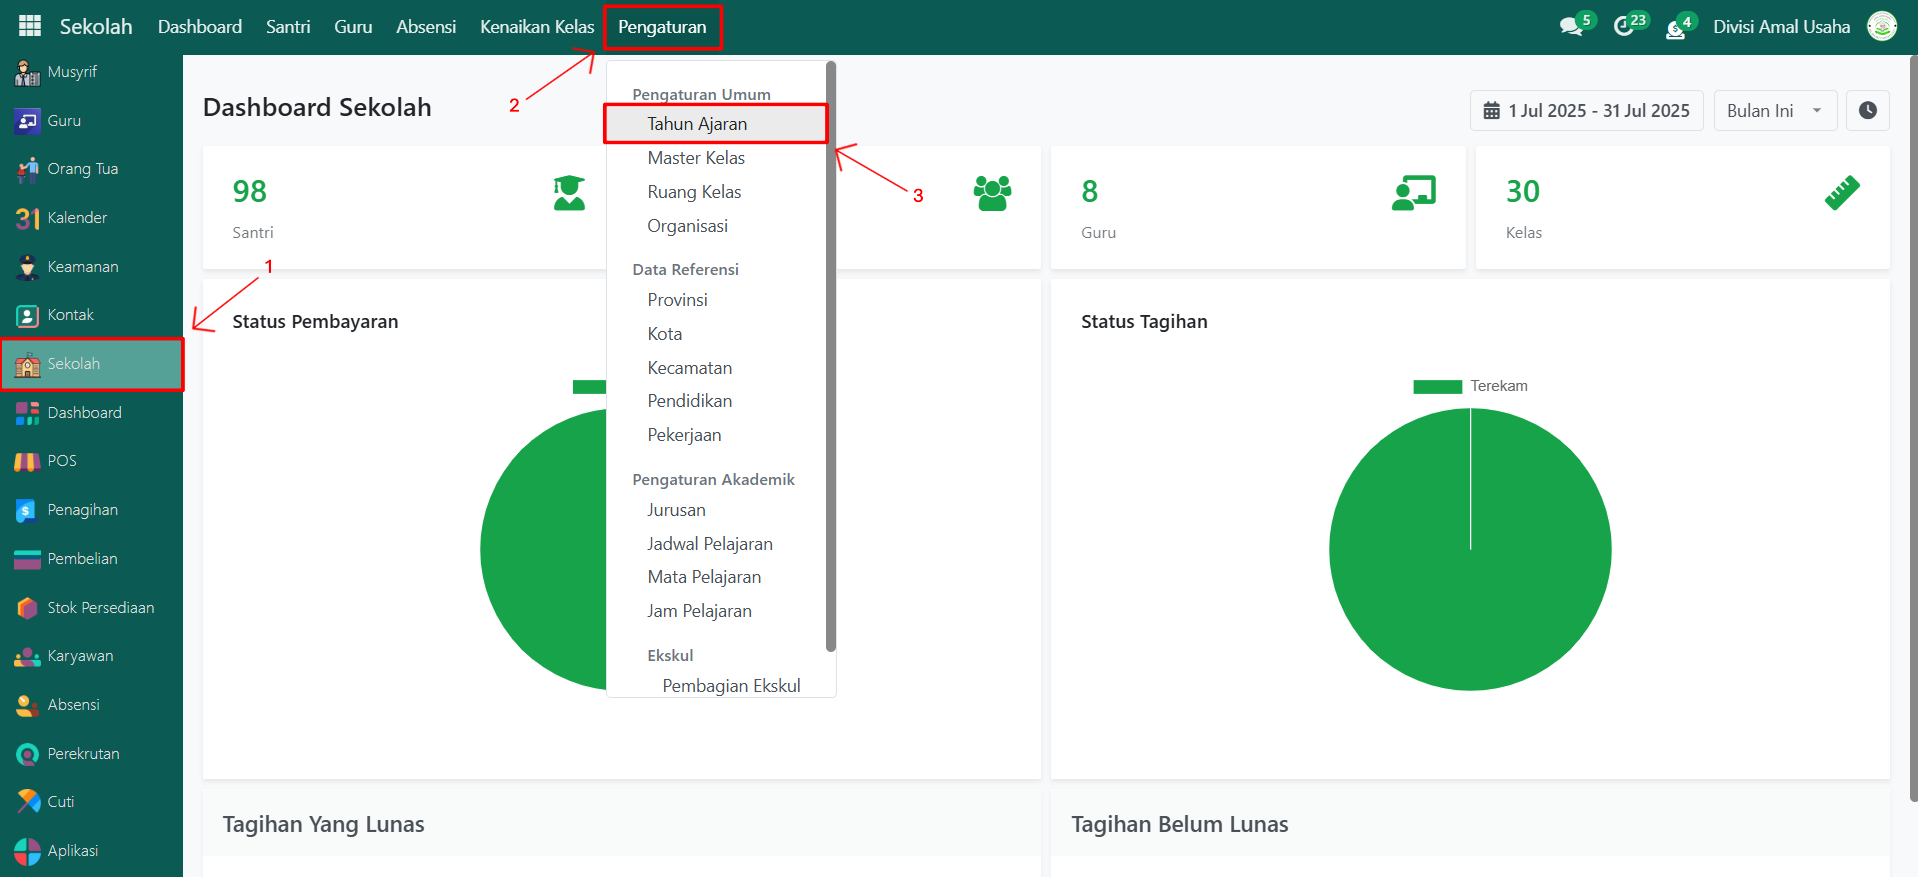 Sekolah Dashboard Santri Guru Absensi Kenaikan Kelas Pengaturan 5 23 4 Divisi Amal Usaha
Musyrif
Guru
Orang Tua
31 Kalender
Keamanan
Kontak
Sekolah
Dashboard
POS
$ Penagihan
Pembelian
Stok Persediaan
Karyawan
Absensi
Perekrutan
Cuti
Aplikasi
1
2
3
Pengaturan Umum
Tahun Ajaran
Master Kelas
Ruang Kelas
Organisasi
Data Referensi
Provinsi
Kota
Kecamatan
Pendidikan
Pekerjaan
Pengaturan Akademik
Jurusan
Jadwal Pelajaran
Mata Pelajaran
Jam Pelajaran
Ekskul
Pembagian Ekskul
Dashboard Sekolah
1 Jul 2025 - 31 Jul 2025 Bulan Ini
98
Santri
8
Guru
30
Kelas
Status Pembayaran
Status Tagihan
Terekam
Tagihan Yang Lunas
Tagihan Belum Lunas